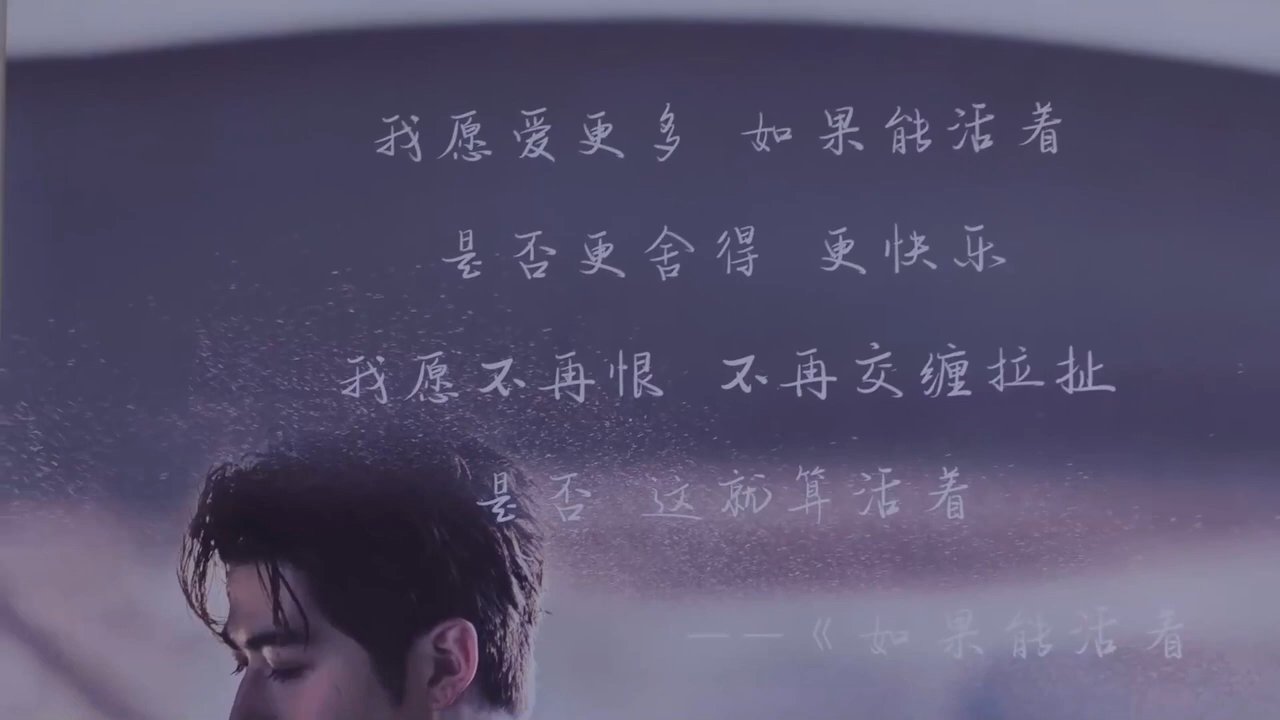 我愿爱更多 如果能活着
是否更舍得 更快乐
我愿不再恨 不再交缠拉扯
是否 这就算活着
——《如果能活着